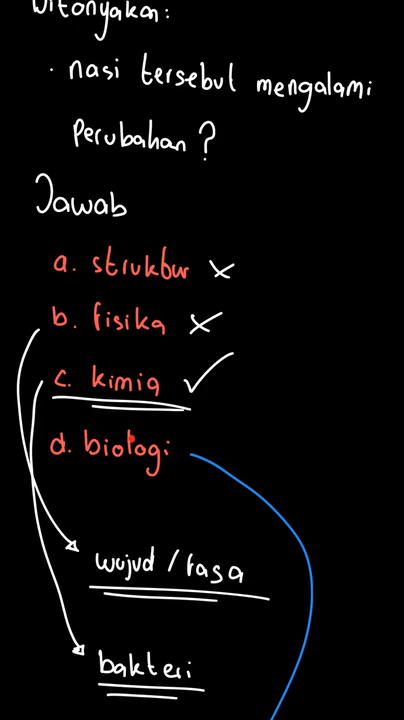 Ditanyakan:
· nasi tersebut mengalami
Perubahan?
Jawab
a. struktur ×
b. fisika ×
c. kimia ✓
d. biologi
wujud / fasa
bakteri